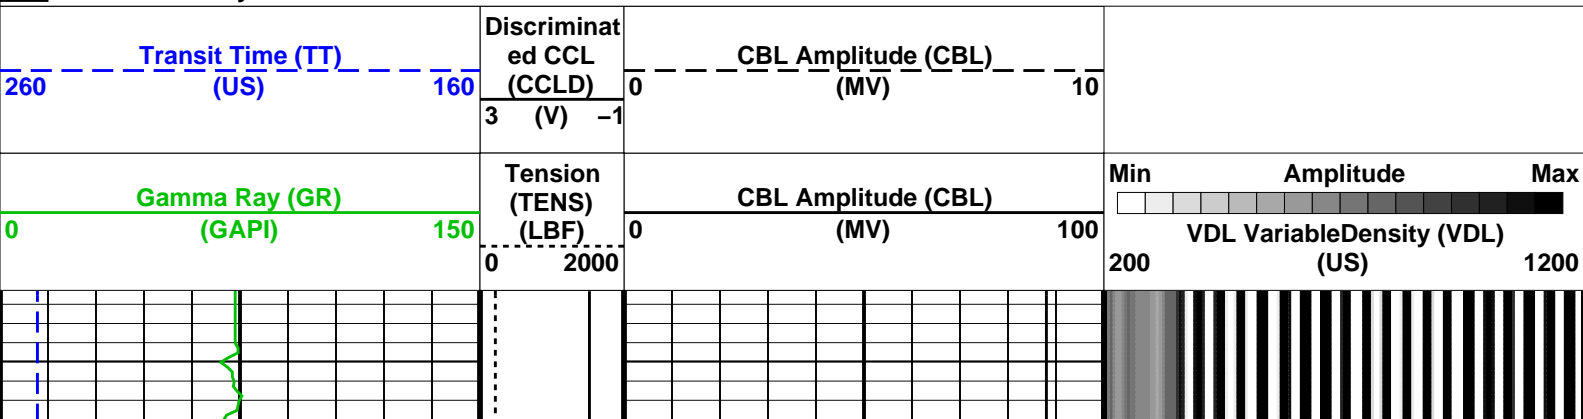 Transit Time (TT)
260 (US) 160
Discriminat
ed CCL
(CCLD)
3 (V) −1
CBL Amplitude (CBL)
0 (MV) 10
Gamma Ray (GR)
0 (GAPI) 150
Tension
(TENS)
(LBF)
0 2000
CBL Amplitude (CBL)
0 (MV) 100
Min Amplitude Max
VDL VariableDensity (VDL)
200 (US) 1200